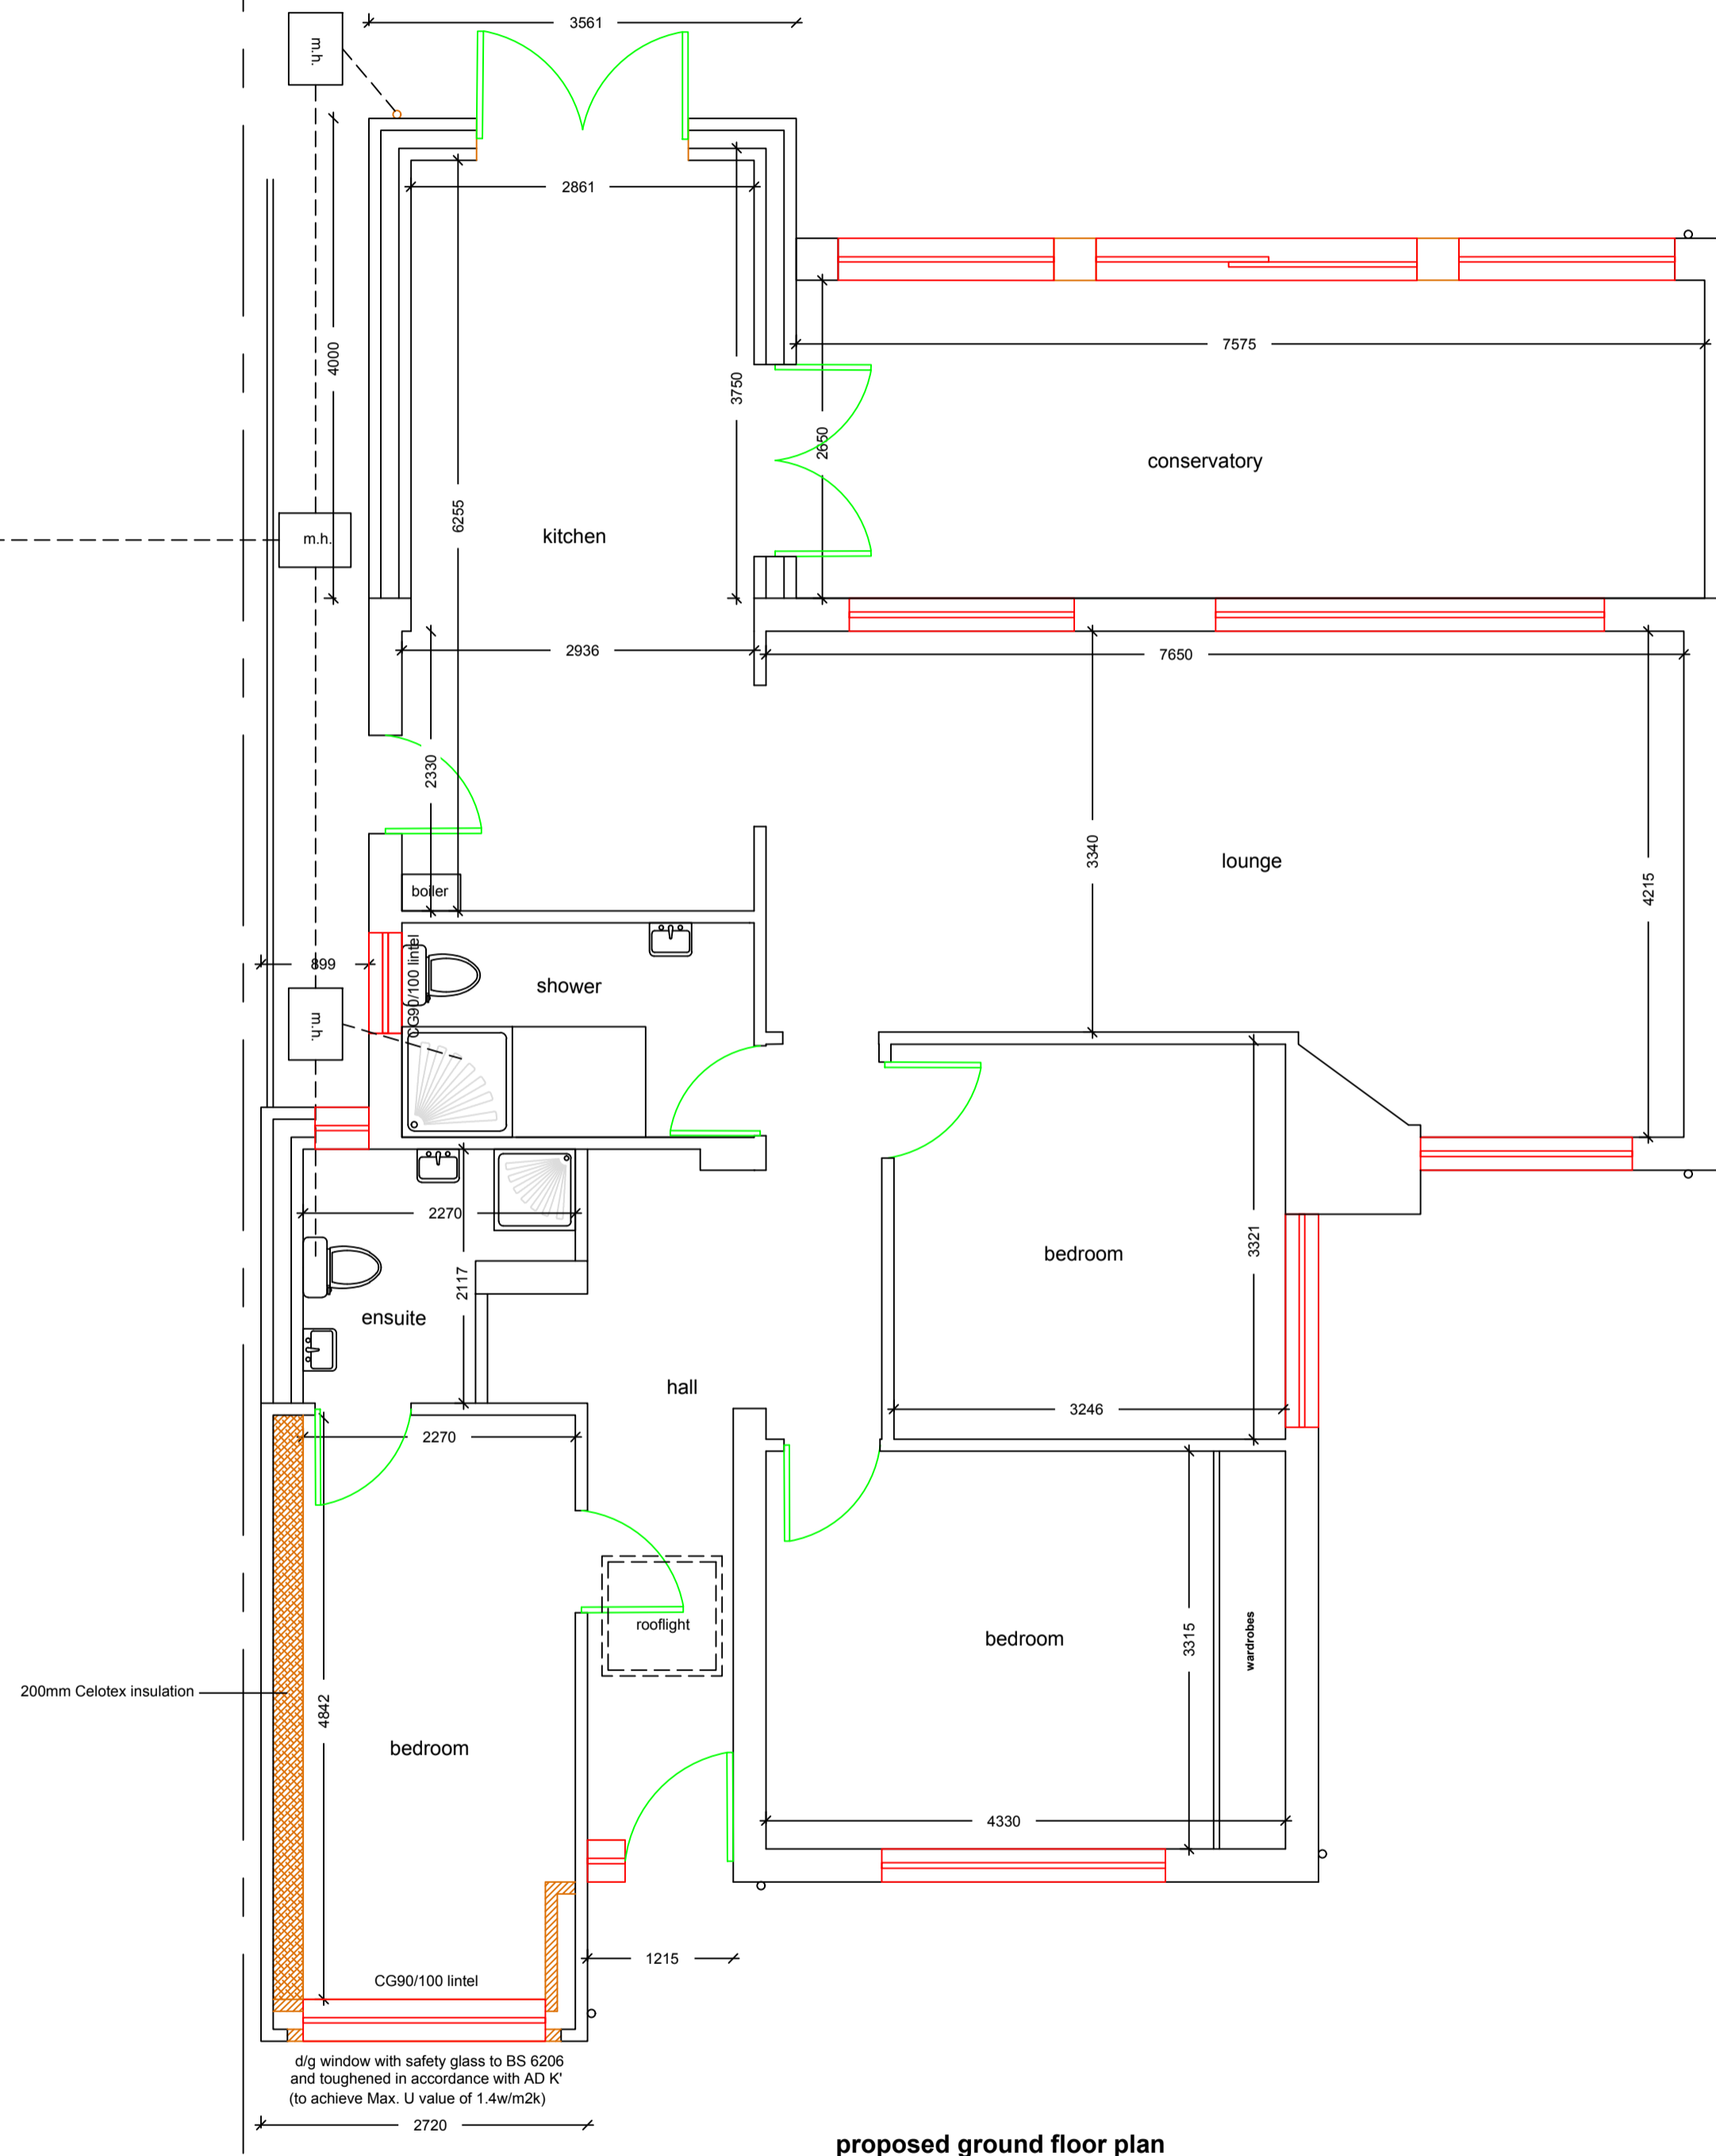 3561
m.h.
2861
4000
3750
7575
2650
conservatory
6255
kitchen
m.h.
2936
7650
2330
3340
lounge
4215
boiler
899
CG90/100 lintel
shower
m.h.
2270
3321
bedroom
2117
ensuite
hall
3246
2270
rooflight
3315
bedroom
wardrobes
200mm Celotex insulation
4842
bedroom
4330
1215
CG90/100 lintel
d/g window with safety glass to BS 6206
and toughened in accordance with AD K'
(to achieve Max. U value of 1.4w/m2k)
2720
proposed ground floor plan